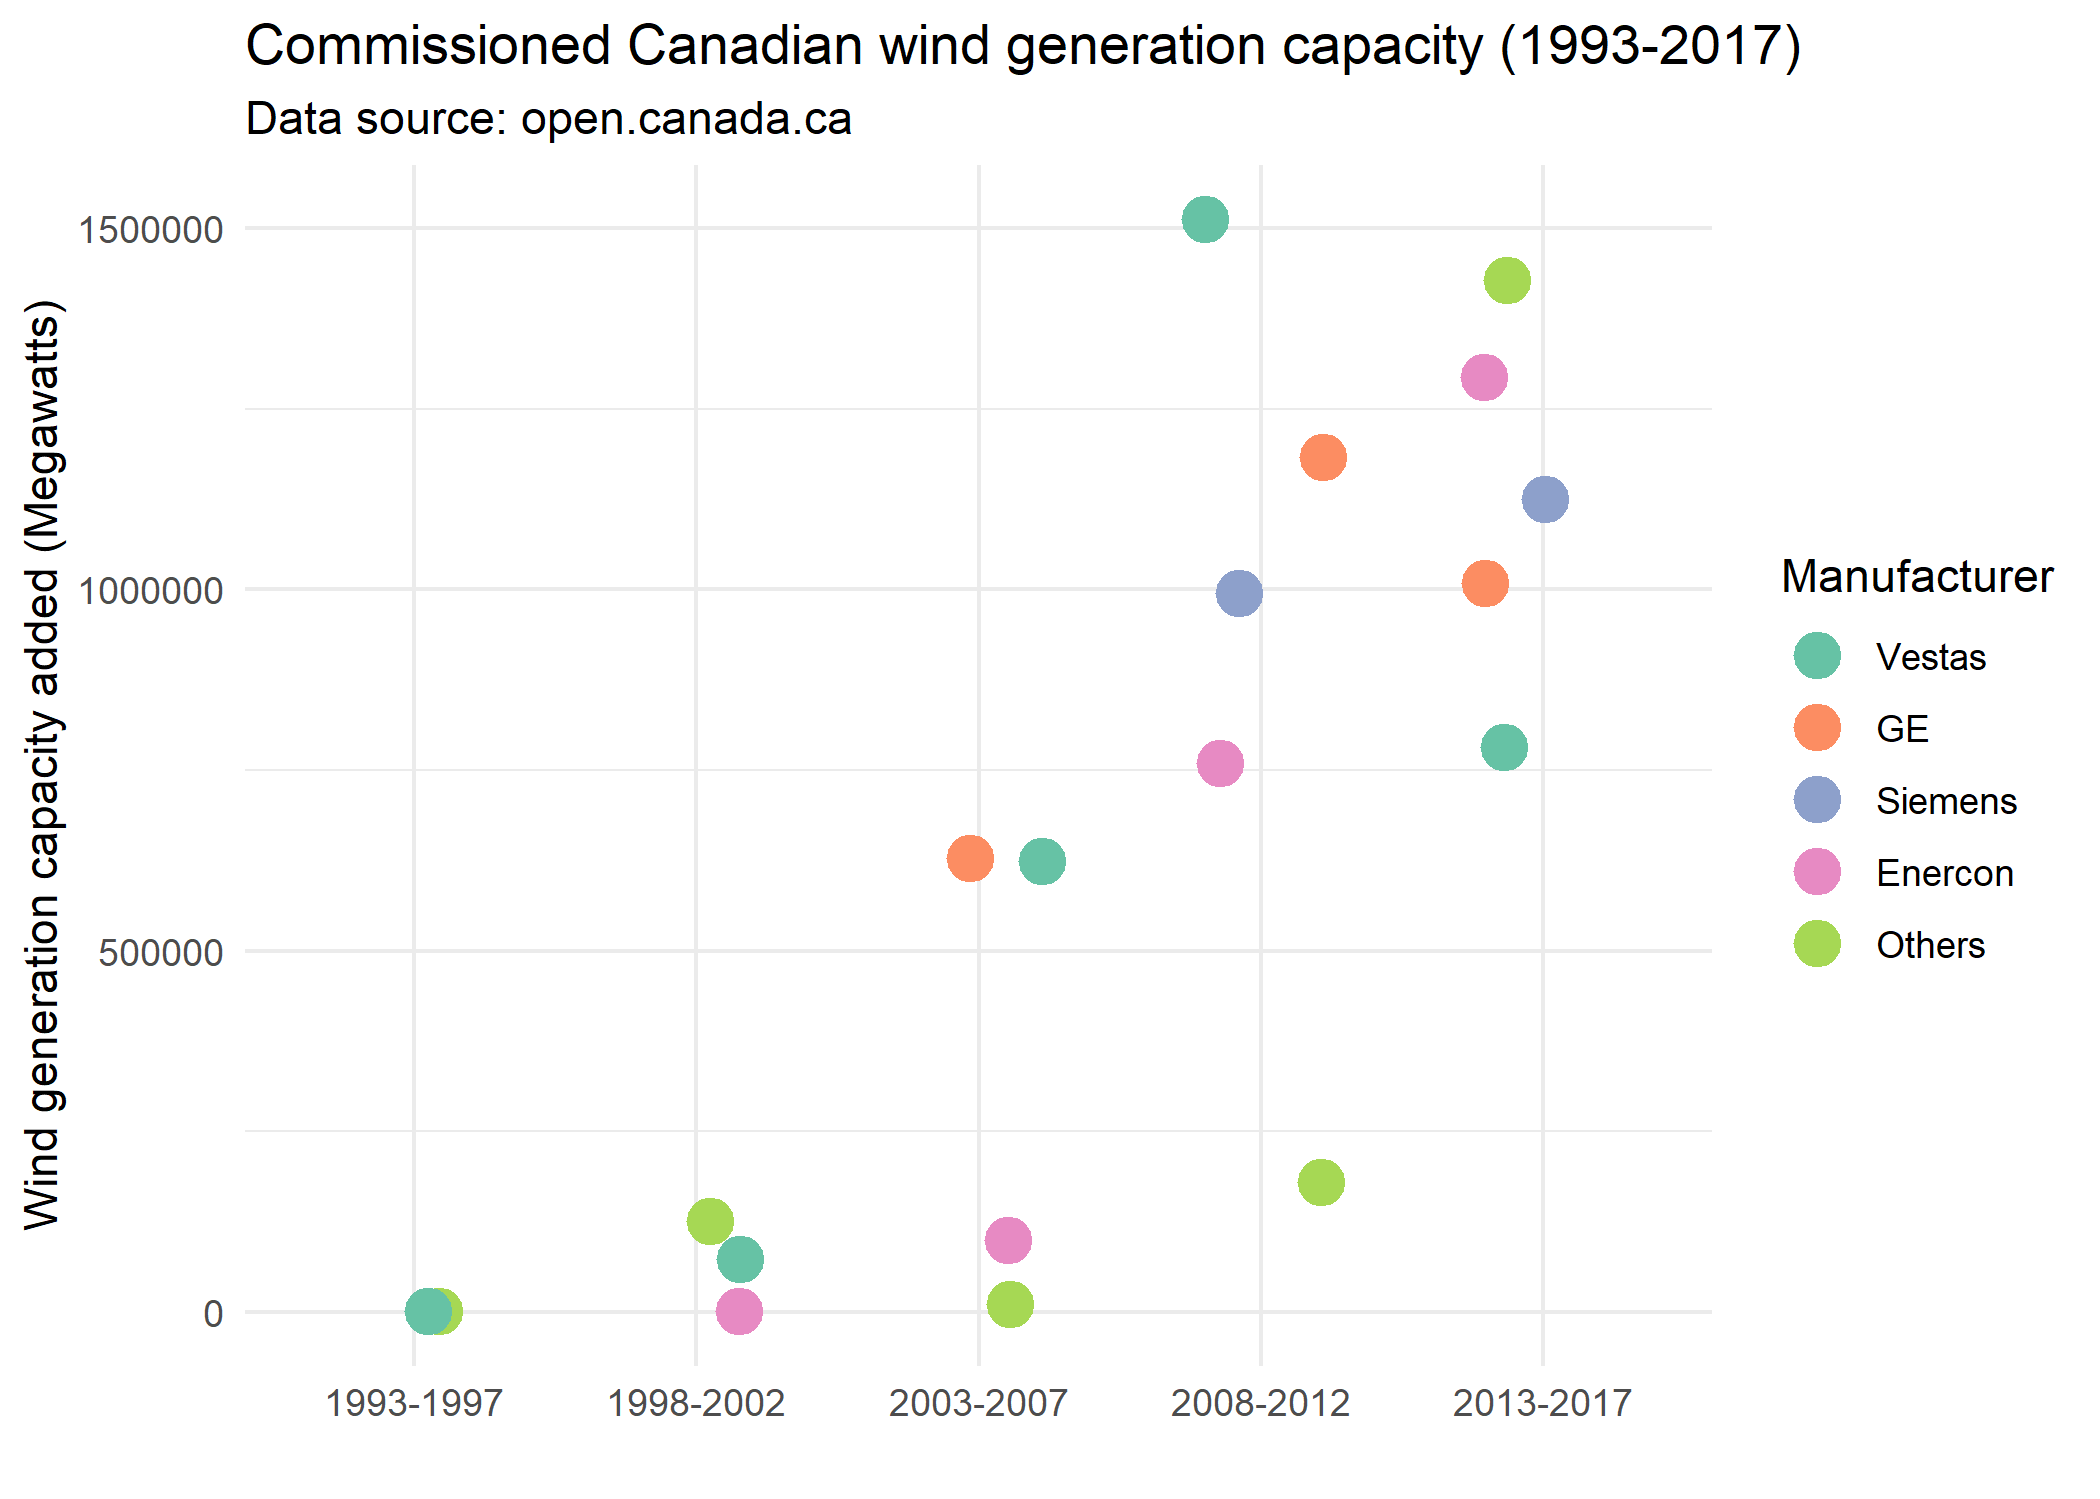 Commissioned Canadian wind generation capacity (1993-2017)
Data source: open.canada.ca
Wind generation capacity added (Megawatts)
1500000
1000000
500000
0
1993-1997
1998-2002
2003-2007
2008-2012
2013-2017
Manufacturer
Vestas
GE
Siemens
Enercon
Others